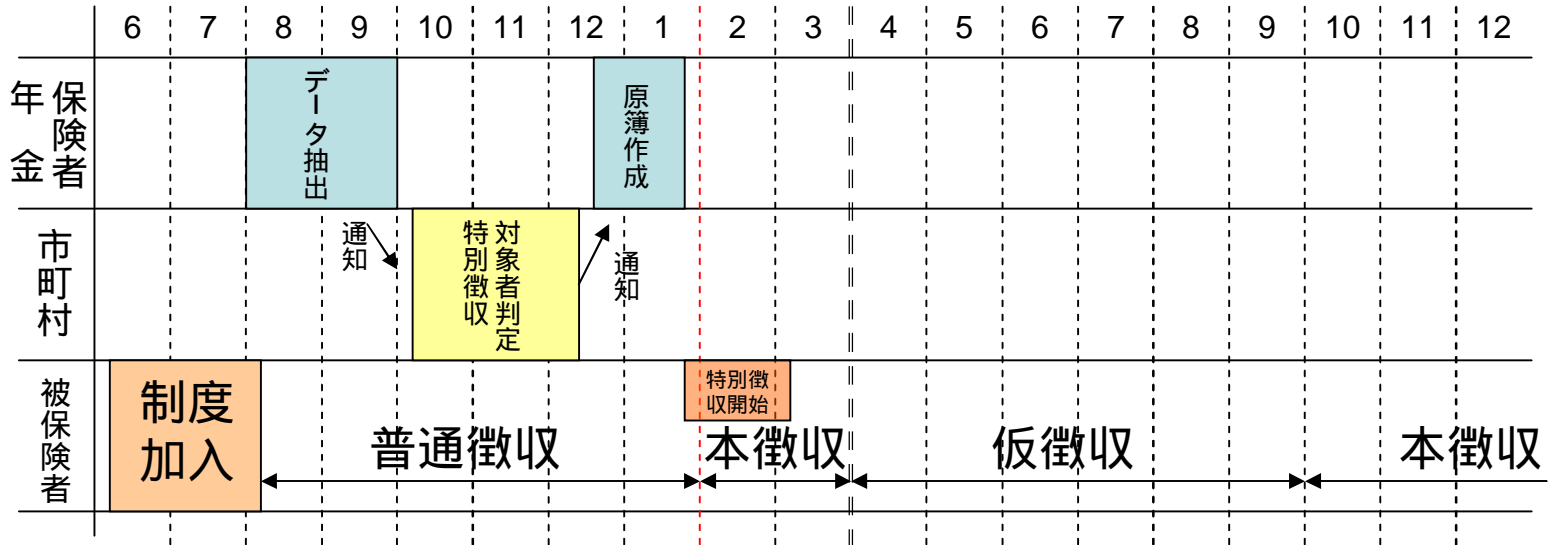 6 7 8 9 10 11 12 1 2 3 4 5 6 7 8 9 10 11 12
年金
保険者
データ抽出
原簿作成
市町村
通知
特別徴収
対象者判定
通知
被保険者
制度
加入
特別徴
収開始
普通徴収
本徴収
仮徴収
本徴収